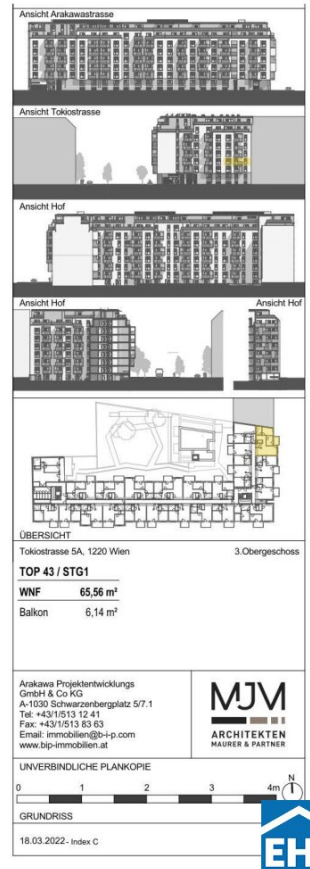 Ansicht Arakawastrasse
Ansicht Tokiostrasse
Ansicht Hof
Ansicht Hof
Ansicht Hof
ÜBERSICHT
Tokiostrasse 5A, 1220 Wien
3.Obergeschoss
TOP 43 / STG1
WNF 65,56 m²
Balkon 6,14 m²
Arakawa Projektentwicklungs
GmbH & Co KG
A-1030 Schwarzenbergplatz 5/7.1
Tel: +43/1/513 12 41
Fax: +43/1/513 83 63
Email: immobilien@b-i-p.com
www.bip-immobilien.at
MJM
ARCHITEKTEN
MAURER & PARTNER
UNVERBINDLICHE PLANKOPIE
0 1 2 3 4m
N
GRUNDRISS
18.03.2022 - Index C
EH